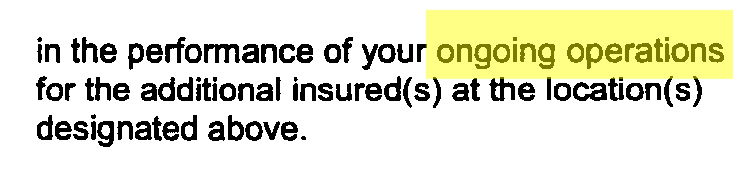 in the performance of your ongoing operations
for the additional insured(s) at the location(s)
designated above.